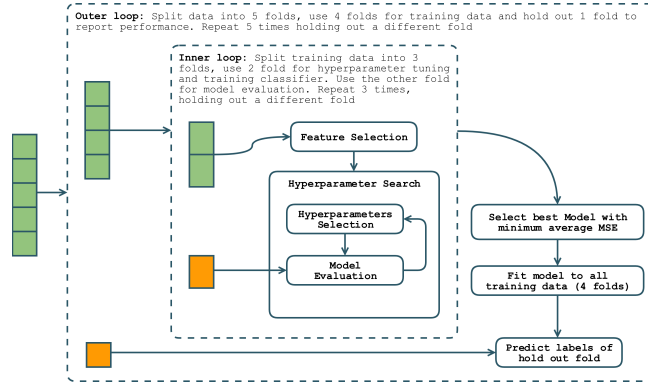 Outer loop: Split data into 5 folds, use 4 folds for training data and hold out 1 fold to
report performance. Repeat 5 times holding out a different fold
Inner loop: Split training data into 3
folds, use 2 fold for hyperparameter tuning
and training classifier. Use the other fold
for model evaluation. Repeat 3 times,
holding out a different fold
Feature Selection
Hyperparameter Search
Hyperparameters
Selection
Model
Evaluation
Select best Model with
minimum average MSE
Fit model to all
training data (4 folds)
Predict labels of
hold out fold